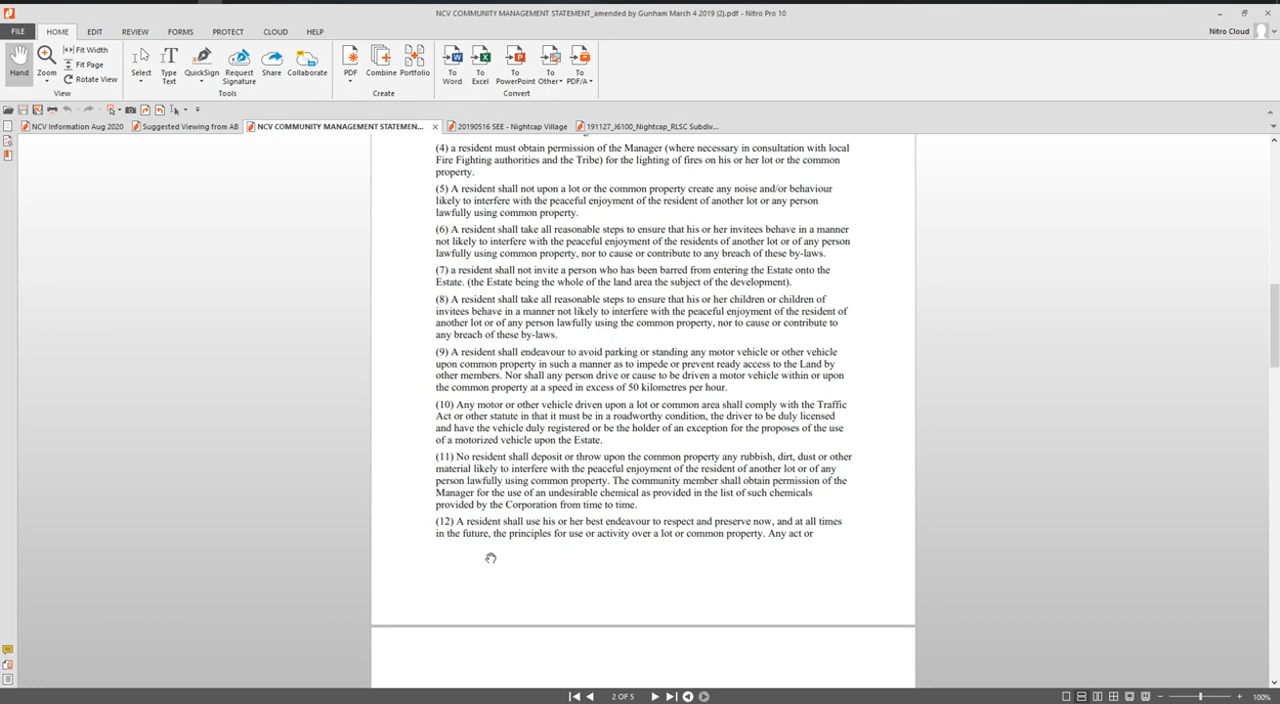 NCV COMMUNITY MANAGEMENT STATEMENT_amended by Gunham March 4 2019 (2).pdf - Nitro Pro 10
FILE HOME EDIT REVIEW FORMS PROTECT CLOUD HELP
Nitro Cloud
Hand Zoom Fit Width Fit Page Rotate View
View
Select Type Text QuickSign Request Signature Share Collaborate
Tools
PDF Combine Portfolio
Create
To Word To Excel To PowerPoint To Other To PDF/A
Convert
NCV Information Aug 2020 Suggested Viewing from AB NCV COMMUNITY MANAGEMENT STATEMEN... 20190516 SEE - Nightcap Village 191127_J6100_Nightcap_RLSC Subdiv...
(4) a resident must obtain permission of the Manager (where necessary in consultation with local
Fire Fighting authorities and the Tribe) for the lighting of fires on his or her lot or the common
property.
(5) A resident shall not upon a lot or the common property create any noise and/or behaviour
likely to interfere with the peaceful enjoyment of the resident of another lot or any person
lawfully using common property.
(6) A resident shall take all reasonable steps to ensure that his or her invitees behave in a manner
not likely to interfere with the peaceful enjoyment of the residents of another lot or of any person
lawfully using common property, nor to cause or contribute to any breach of these by-laws.
(7) a resident shall not invite a person who has been barred from entering the Estate onto the
Estate. (the Estate being the whole of the land area the subject of the development).
(8) A resident shall take all reasonable steps to ensure that his or her children or children of
invitees behave in a manner not likely to interfere with the peaceful enjoyment of the resident of
another lot or of any person lawfully using the common property, nor to cause or contribute to
any breach of these by-laws.
(9) A resident shall endeavour to avoid parking or standing any motor vehicle or other vehicle
upon common property in such a manner as to impede or prevent ready access to the Land by
other members. Nor shall any person drive or cause to be driven a motor vehicle within or upon
the common property at a speed in excess of 50 kilometres per hour.
(10) Any motor or other vehicle driven upon a lot or common area shall comply with the Traffic
Act or other statute in that it must be in a roadworthy condition, the driver to be duly licensed
and have the vehicle duly registered or be the holder of an exception for the proposes of the use
of a motorized vehicle upon the Estate.
(11) No resident shall deposit or throw upon the common property any rubbish, dirt, dust or other
material likely to interfere with the peaceful enjoyment of the resident of another lot or of any
person lawfully using common property. The community member shall obtain permission of the
Manager for the use of an undesirable chemical as provided in the list of such chemicals
provided by the Corporation from time to time.
(12) A resident shall use his or her best endeavour to respect and preserve now, and at all times
in the future, the principles for use or activity over a lot or common property. Any act or
2 OF 5
100%